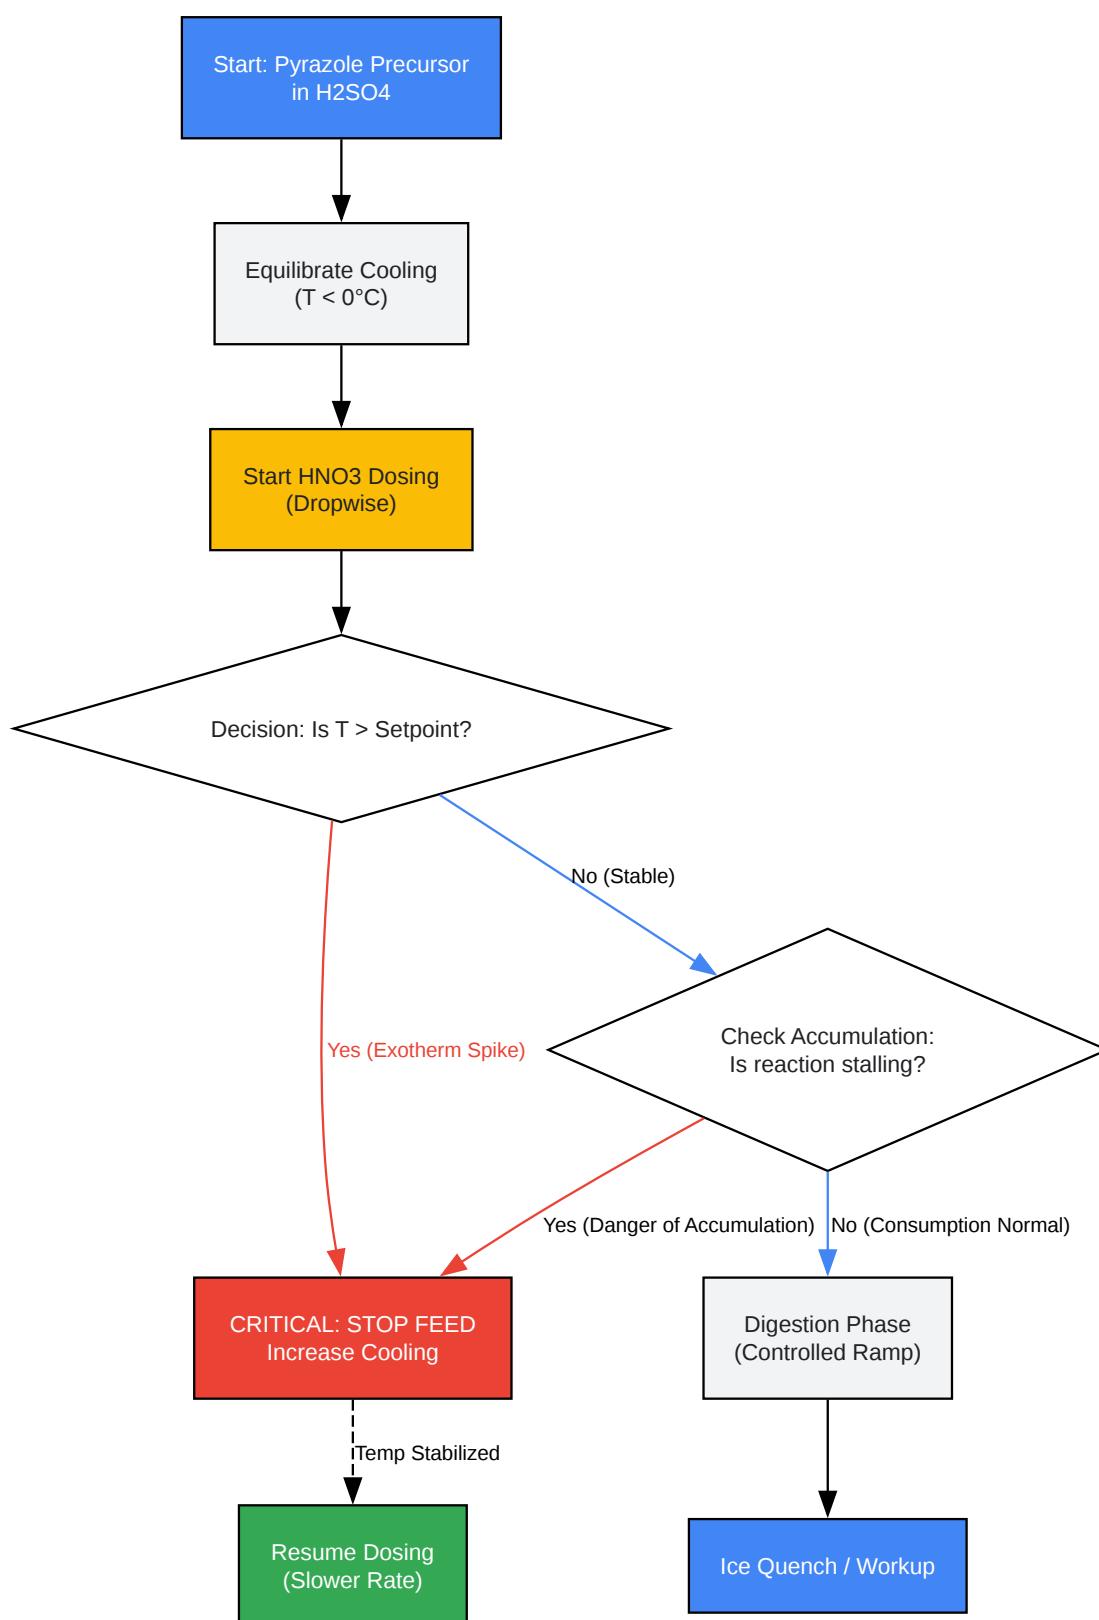 Start: Pyrazole Precursor
in H2SO4
Equilibrate Cooling
(T < 0°C)
Start HNO3 Dosing
(Dropwise)
Decision: Is T > Setpoint?
No (Stable)
Yes (Exotherm Spike)
Check Accumulation:
Is reaction stalling?
Yes (Danger of Accumulation)
No (Consumption Normal)
CRITICAL: STOP FEED
Increase Cooling
Digestion Phase
(Controlled Ramp)
Temp Stabilized
Resume Dosing
(Slower Rate)
Ice Quench / Workup